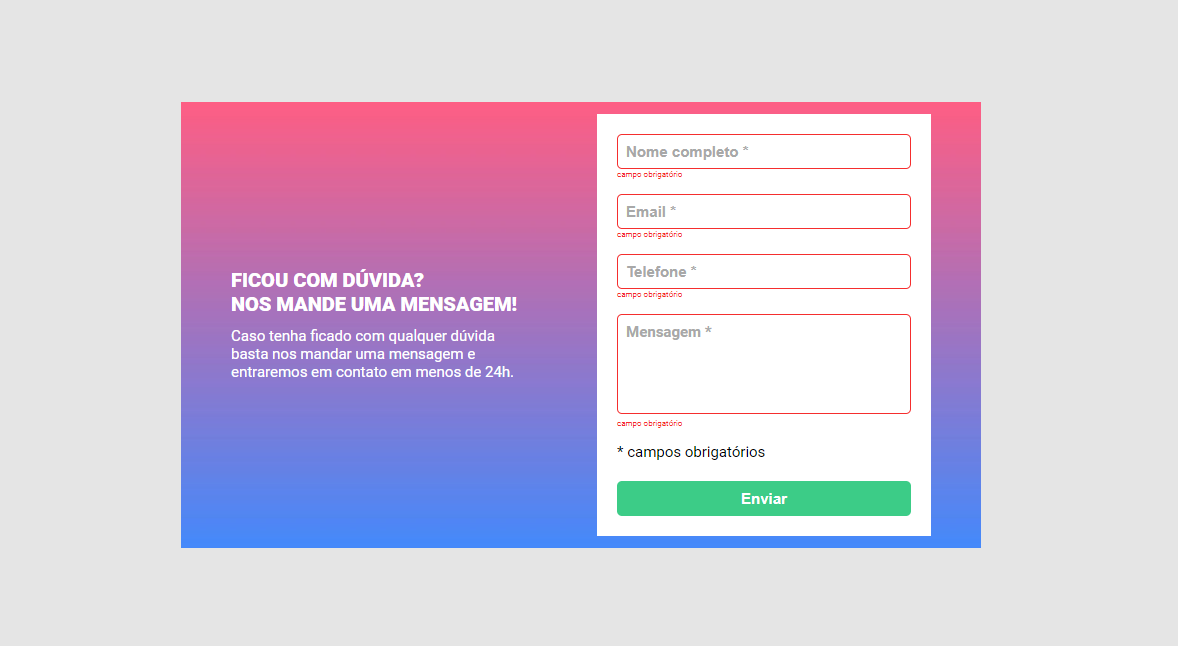 FICOU COM DÚVIDA?
NOS MANDE UMA MENSAGEM!
Caso tenha ficado com qualquer dúvida
basta nos mandar uma mensagem e
entraremos em contato em menos de 24h.
Nome completo *
campo obrigatório
Email *
campo obrigatório
Telefone *
campo obrigatório
Mensagem *
campo obrigatório
* campos obrigatórios
Enviar